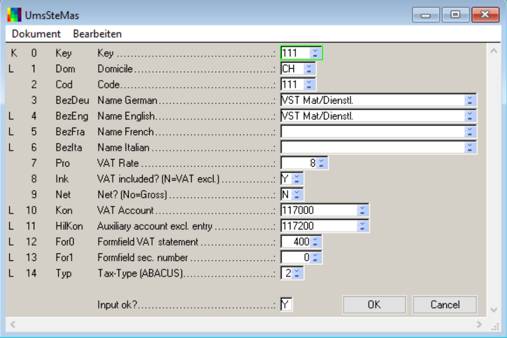 UmsSteMas
Dokument Bearbeiten
K 0 Key Key : 111
L 1 Dom Domicile : CH
2 Cod Code : 111
3 BezDeu Name German : VST Mat/Dienstl.
L 4 BezEng Name English : VST Mat/Dienstl.
L 5 BezFra Name French :
L 6 BezIta Name Italian :
7 Pro VAT Rate : 8
8 Ink VAT included? (N=VAT excl.) : Y
9 Net Net? (No=Gross) : N
L 10 Kon VAT Account : 117000
L 11 HilKon Auxiliary account excl. entry : 117200
L 12 For0 Formfield VAT statement : 400
L 13 For1 Formfield sec. number : 0
L 14 Typ Tax-Type (ABACUS) : 2
Input ok? : Y OK Cancel